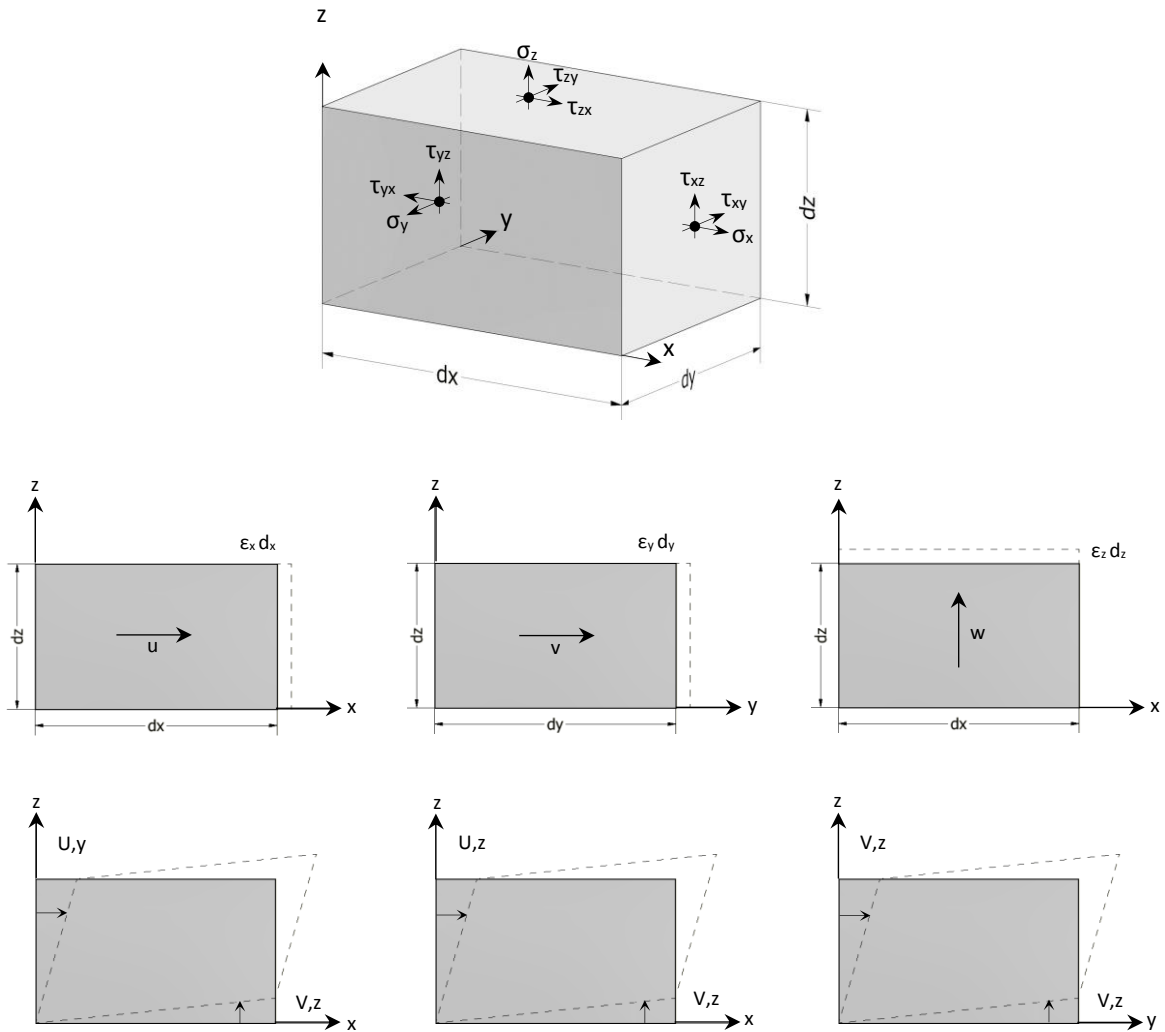 z
σz
τzy
τzx
τyz
τyx
σy
y
τxz
τxy
σx
dz
x
dx
dy
z
εx dx
dz
u
x
dx
z
εy dy
dz
v
y
dy
z
εz dz
dz
w
x
dx
z
U,y
V,z
x
z
U,z
V,z
x
z
V,z
V,z
y